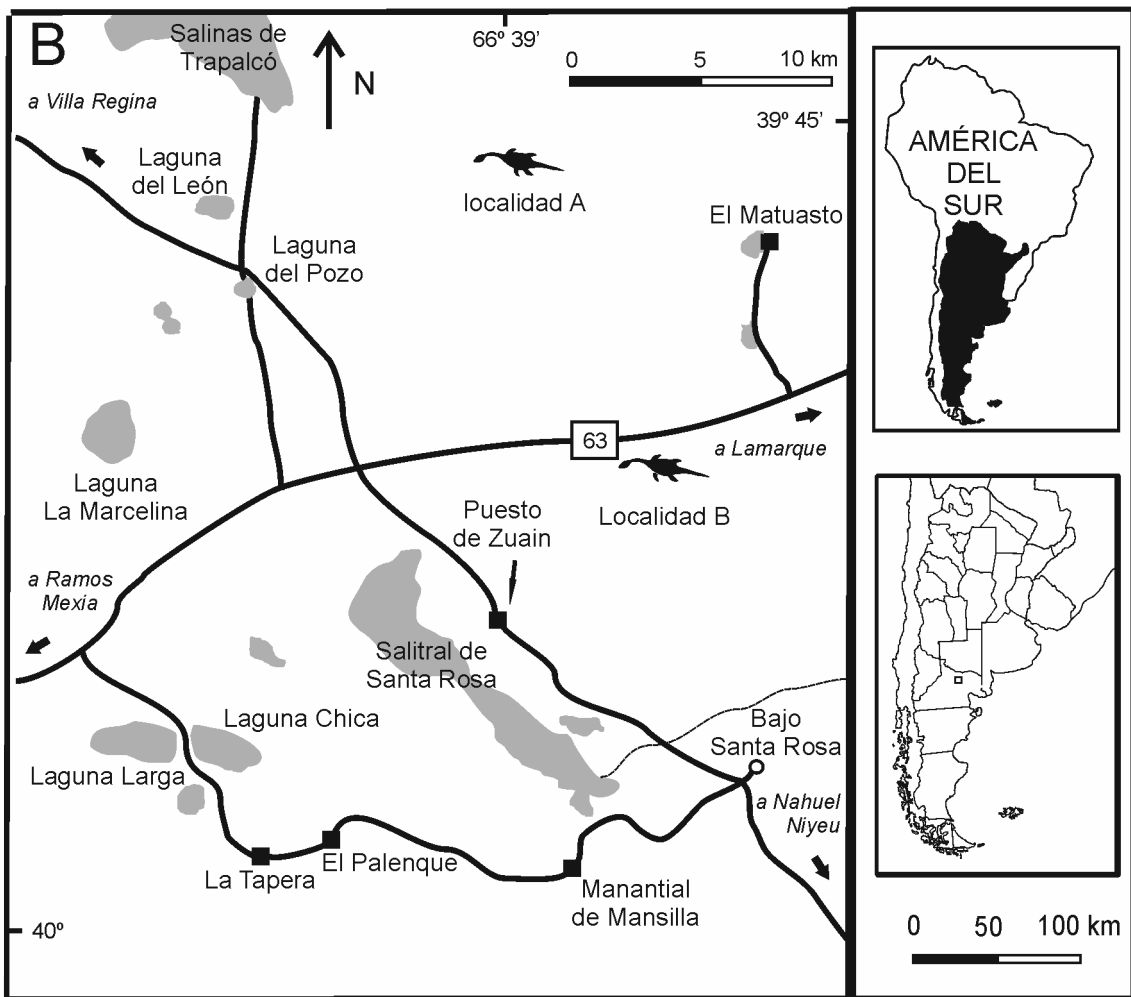 B
Salinas de
Trapalcó
N
66º 39’
0 5 10 km
39º 45’
a Villa Regina
Laguna
del León
localidad A
El Matuasto
Laguna
del Pozo
63
a Lamarque
Laguna
La Marcelina
Localidad B
Puesto
de Zuain
a Ramos
Mexia
Salitral de
Santa Rosa
Laguna Chica
Laguna Larga
Bajo
Santa Rosa
a Nahuel
Niyeu
La Tapera
El Palenque
Manantial
de Mansilla
40º
AMÉRICA
DEL
SUR
0 50 100 km